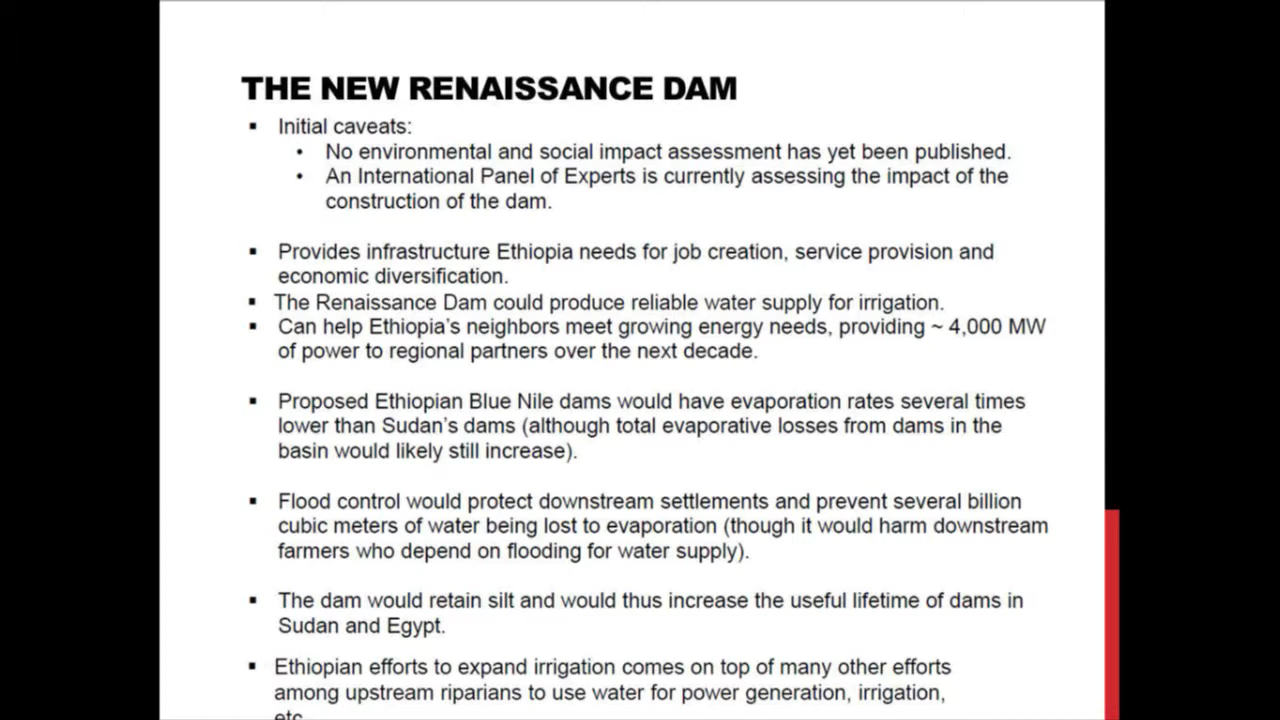 THE NEW RENAISSANCE DAM
▪ Initial caveats:
• No environmental and social impact assessment has yet been published.
• An International Panel of Experts is currently assessing the impact of the
construction of the dam.
▪ Provides infrastructure Ethiopia needs for job creation, service provision and
economic diversification.
▪ The Renaissance Dam could produce reliable water supply for irrigation.
▪ Can help Ethiopia's neighbors meet growing energy needs, providing ~ 4,000 MW
of power to regional partners over the next decade.
▪ Proposed Ethiopian Blue Nile dams would have evaporation rates several times
lower than Sudan's dams (although total evaporative losses from dams in the
basin would likely still increase).
▪ Flood control would protect downstream settlements and prevent several billion
cubic meters of water being lost to evaporation (though it would harm downstream
farmers who depend on flooding for water supply).
▪ The dam would retain silt and would thus increase the useful lifetime of dams in
Sudan and Egypt.
▪ Ethiopian efforts to expand irrigation comes on top of many other efforts
among upstream riparians to use water for power generation, irrigation,
etc